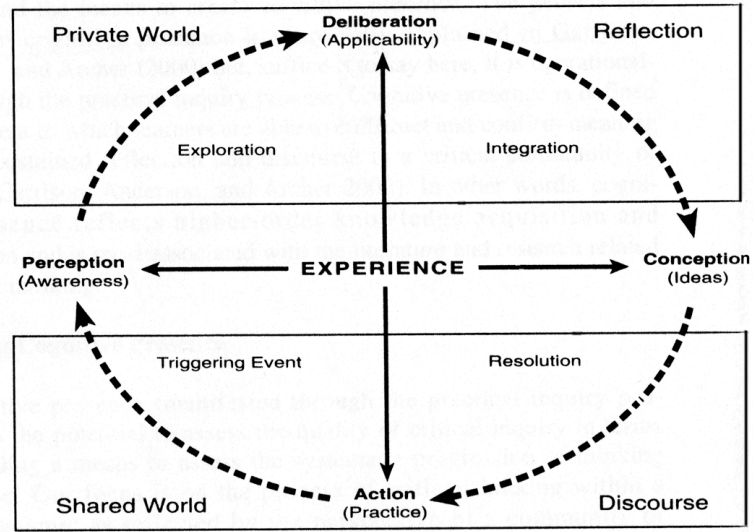 Private World
Deliberation
(Applicability)
Reflection
Exploration
Integration
Perception
(Awareness)
EXPERIENCE
Conception
(Ideas)
Triggering Event
Resolution
Shared World
Action
(Practice)
Discourse